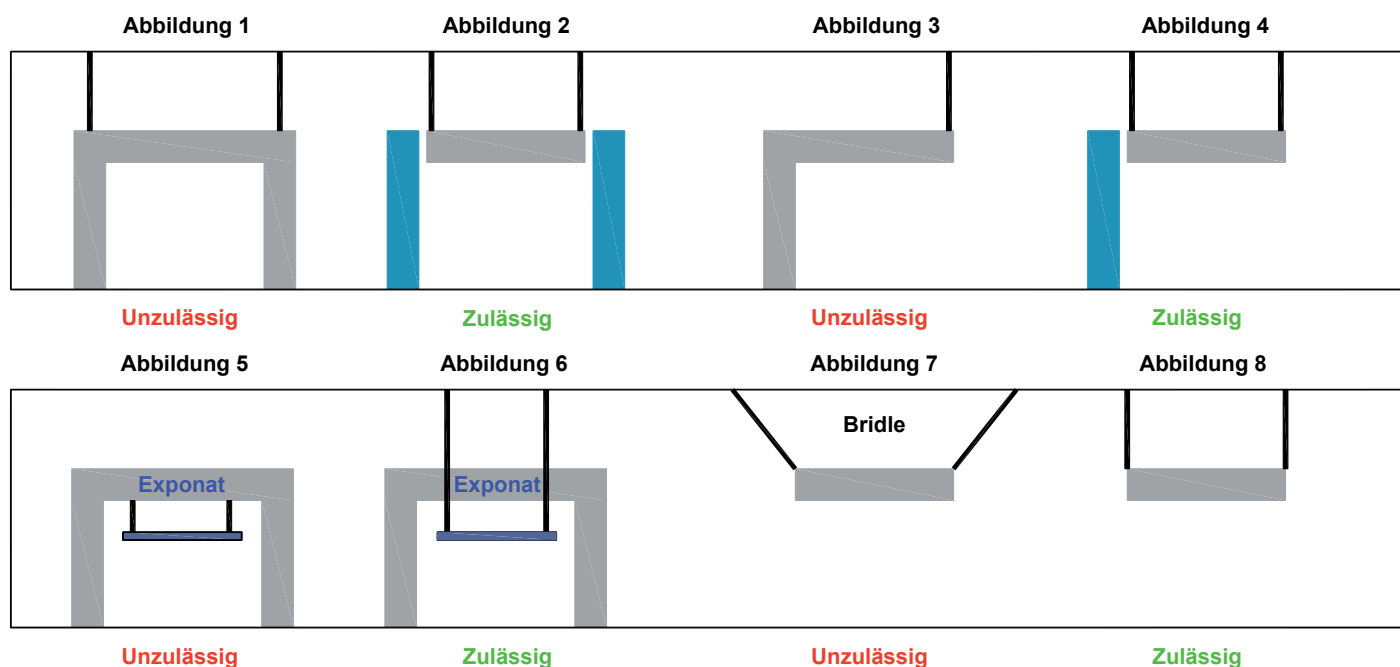 Abbildung 1 Abbildung 2 Abbildung 3 Abbildung 4
Unzulässig Zulässig Unzulässig Zulässig
Abbildung 5 Abbildung 6 Abbildung 7 Abbildung 8
Bridle
Exponat Exponat
Unzulässig Zulässig Unzulässig Zulässig